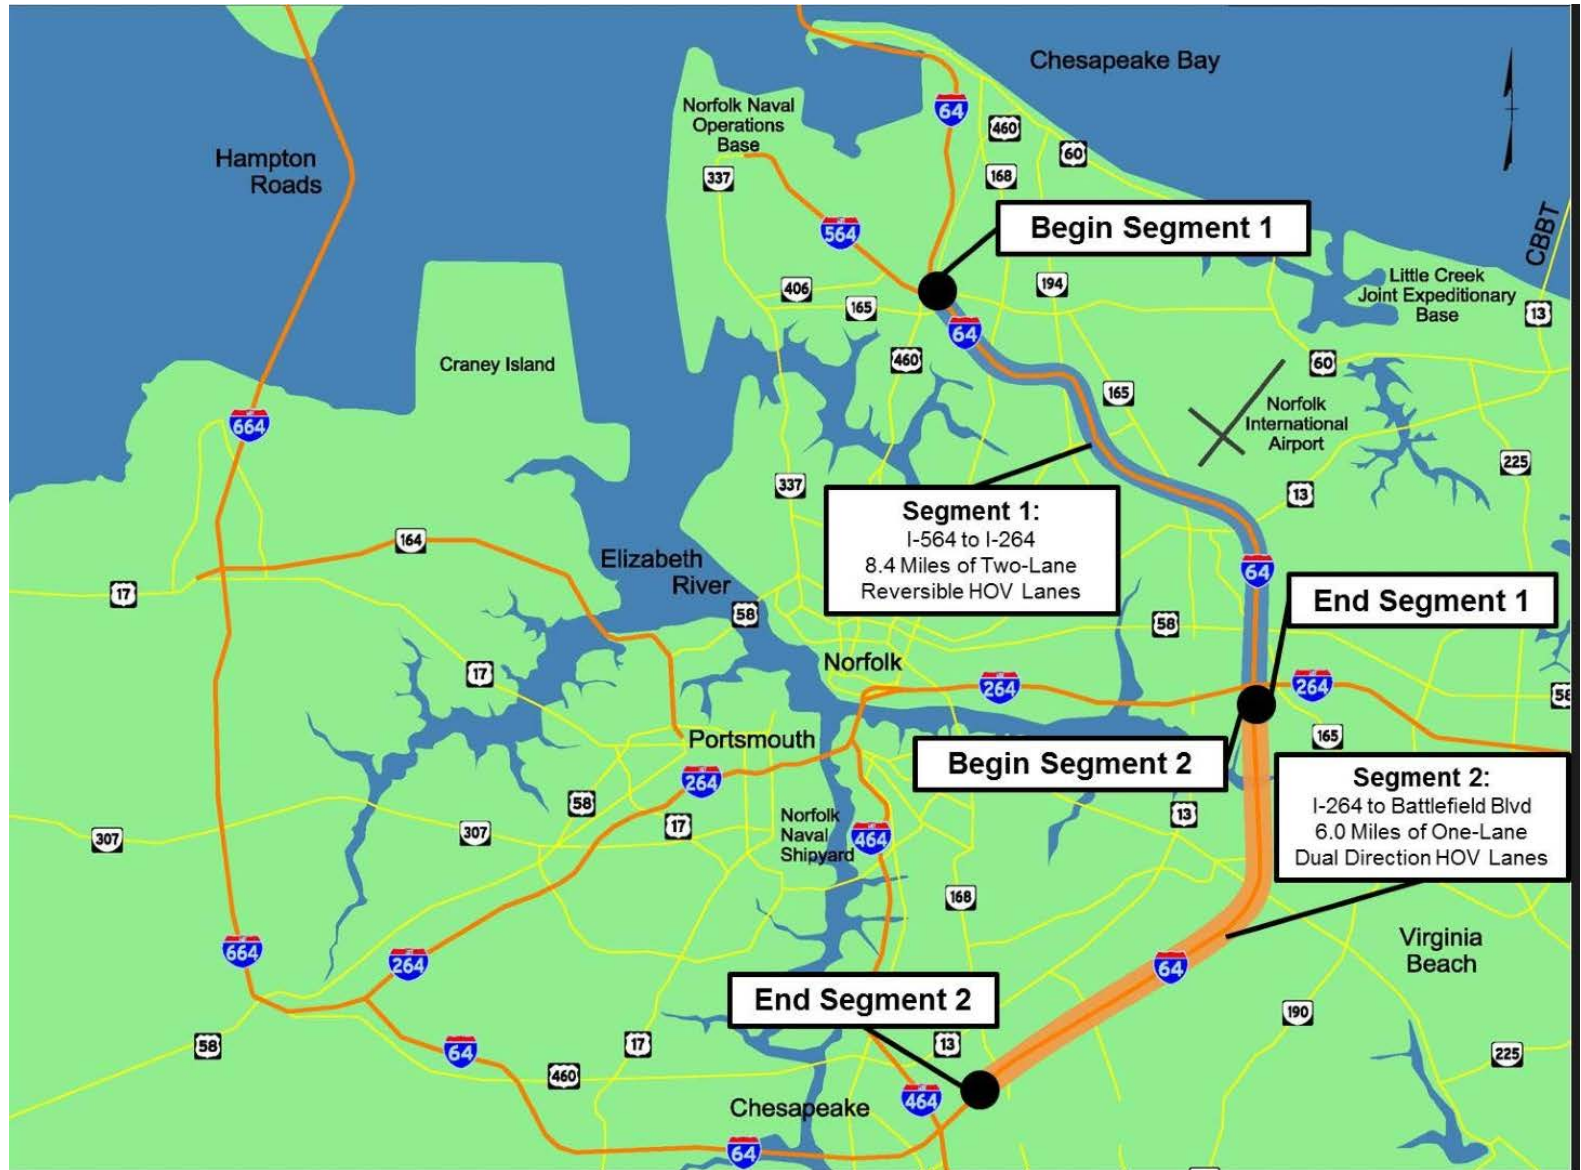 Chesapeake Bay
64
Norfolk Naval
Operations
Base
460
60
Hampton
Roads
337
168
564
Begin Segment 1
CBBT
406
165
194
Little Creek
Joint Expeditionary
Base
13
64
460
60
Craney Island
165
Norfolk
International
Airport
664
225
337
13
Segment 1:
I-564 to I-264
8.4 Miles of Two-Lane
Reversible HOV Lanes
164
Elizabeth
River
64
17
58
58
End Segment 1
Norfolk
17
264
264
58
Portsmouth
165
Begin Segment 2
264
Segment 2:
I-264 to Battlefield Blvd
6.0 Miles of One-Lane
Dual Direction HOV Lanes
58
13
307
307
17
Norfolk
Naval
Shipyard
464
168
664
264
64
Virginia
Beach
End Segment 2
190
58
64
17
13
225
460
Chesapeake
464
64